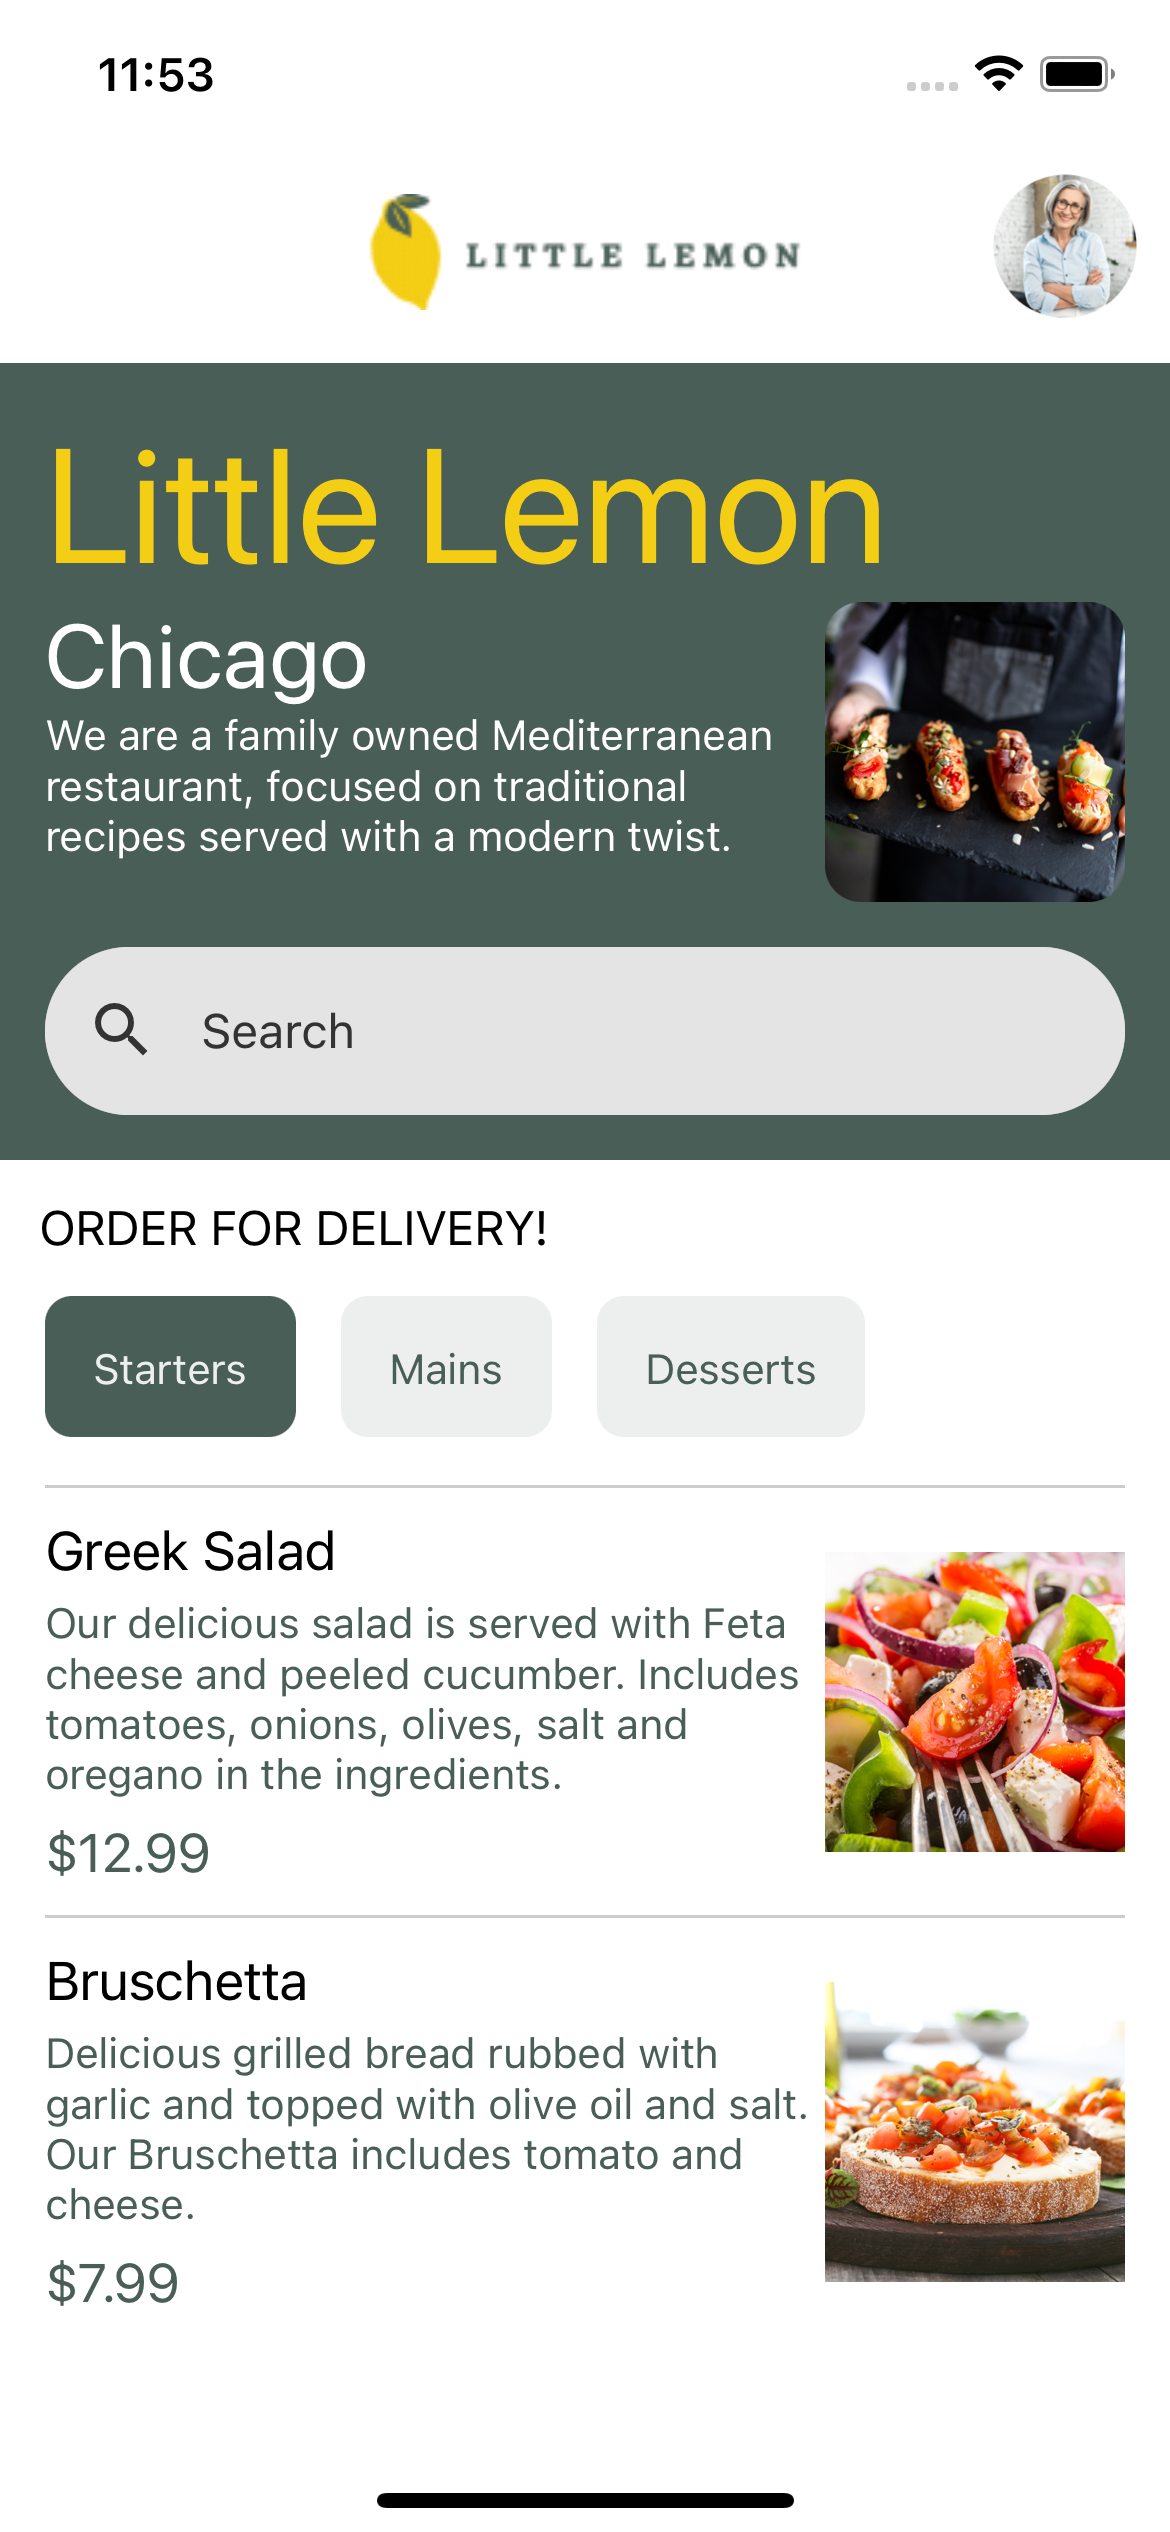 11:53
LITTLE LEMON
Little Lemon
Chicago
We are a family owned Mediterranean
restaurant, focused on traditional
recipes served with a modern twist.
Search
ORDER FOR DELIVERY!
Starters
Mains
Desserts
Greek Salad
Our delicious salad is served with Feta
cheese and peeled cucumber. Includes
tomatoes, onions, olives, salt and
oregano in the ingredients.
$12.99
Bruschetta
Delicious grilled bread rubbed with
garlic and topped with olive oil and salt.
Our Bruschetta includes tomato and
cheese.
$7.99